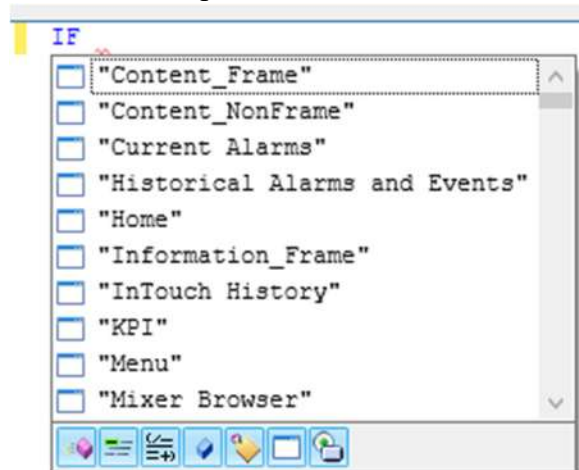 IF
"Content_Frame"
"Content_NonFrame"
"Current Alarms"
"Historical Alarms and Events"
"Home"
"Information_Frame"
"InTouch History"
"KPI"
"Menu"
"Mixer Browser"